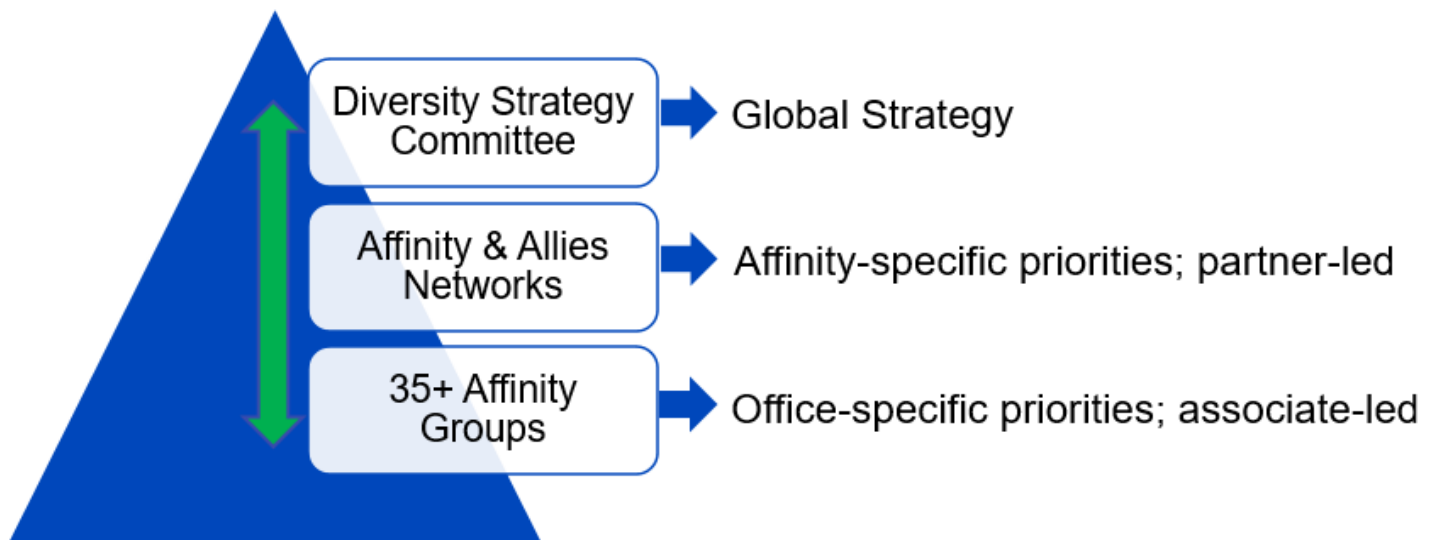 Diversity Strategy
Committee
Global Strategy
Affinity & Allies
Networks
Affinity-specific priorities; partner-led
35+ Affinity
Groups
Office-specific priorities; associate-led